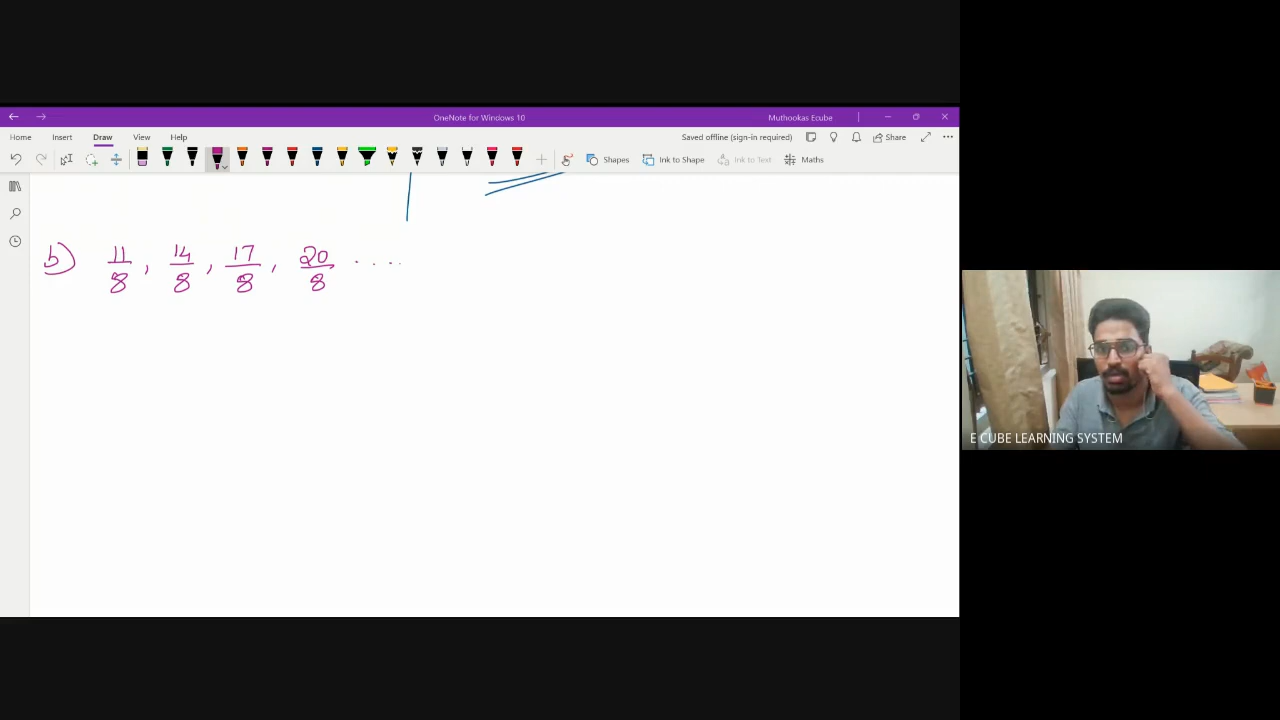 OneNote for Windows 10
Muthookas Ecube
Home Insert Draw View Help
Saved offline (sign-in required)
Share
Shapes
Ink to Shape
Ink to Text
Maths
b) 11/8, 14/8, 17/8, 20/8 .....
E CUBE LEARNING SYSTEM